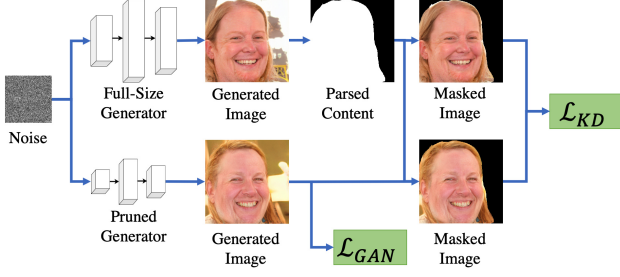 Noise
Full-Size
Generator
Generated
Image
Parsed
Content
Masked
Image
ℒ_KD
Pruned
Generator
Generated
Image
ℒ_GAN
Masked
Image